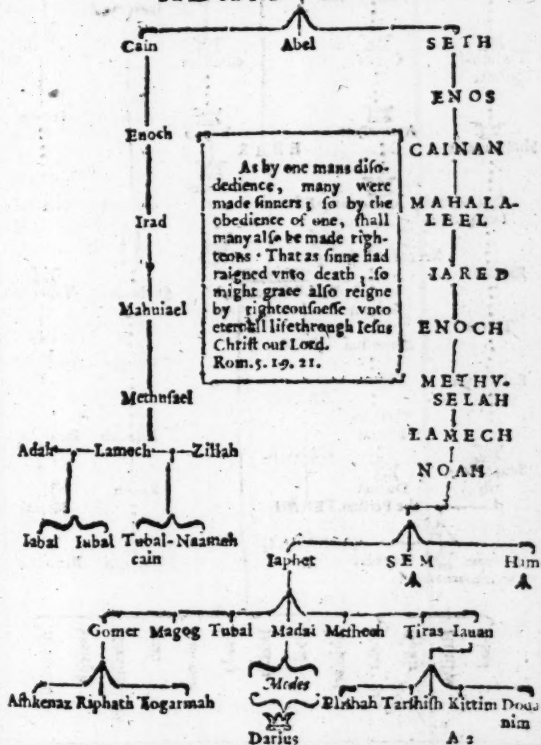 Cain Abel SETH
ENOS
Enoch
CAINAN
As by one mans diso-
dedience, many were
made sinners; so by the
obedience of one, shall
many also be made righ-
teous: That as sinne had
raigned vnto death, so
might grace also reigne
by righteousnesse vnto
eternall life through Iesus
Christ our Lord.
Rom. 5. 19. 21.
Irad
MAHALA-
LEEL
IARED
Mahuiael
ENOCH
Methusael
METHV-
SELAH
LAMECH
Adah Lamech Zillah
NOAH
Iabal Iubal Tubal- Naameh
cain
Iaphet SEM Ham
Gomer Magog Tubal Madai Meshech Tiras Iauan
Ashkenaz Riphath Togarmah Medes Elishah Tarshish Kittim Doda
nim
Darius A 2